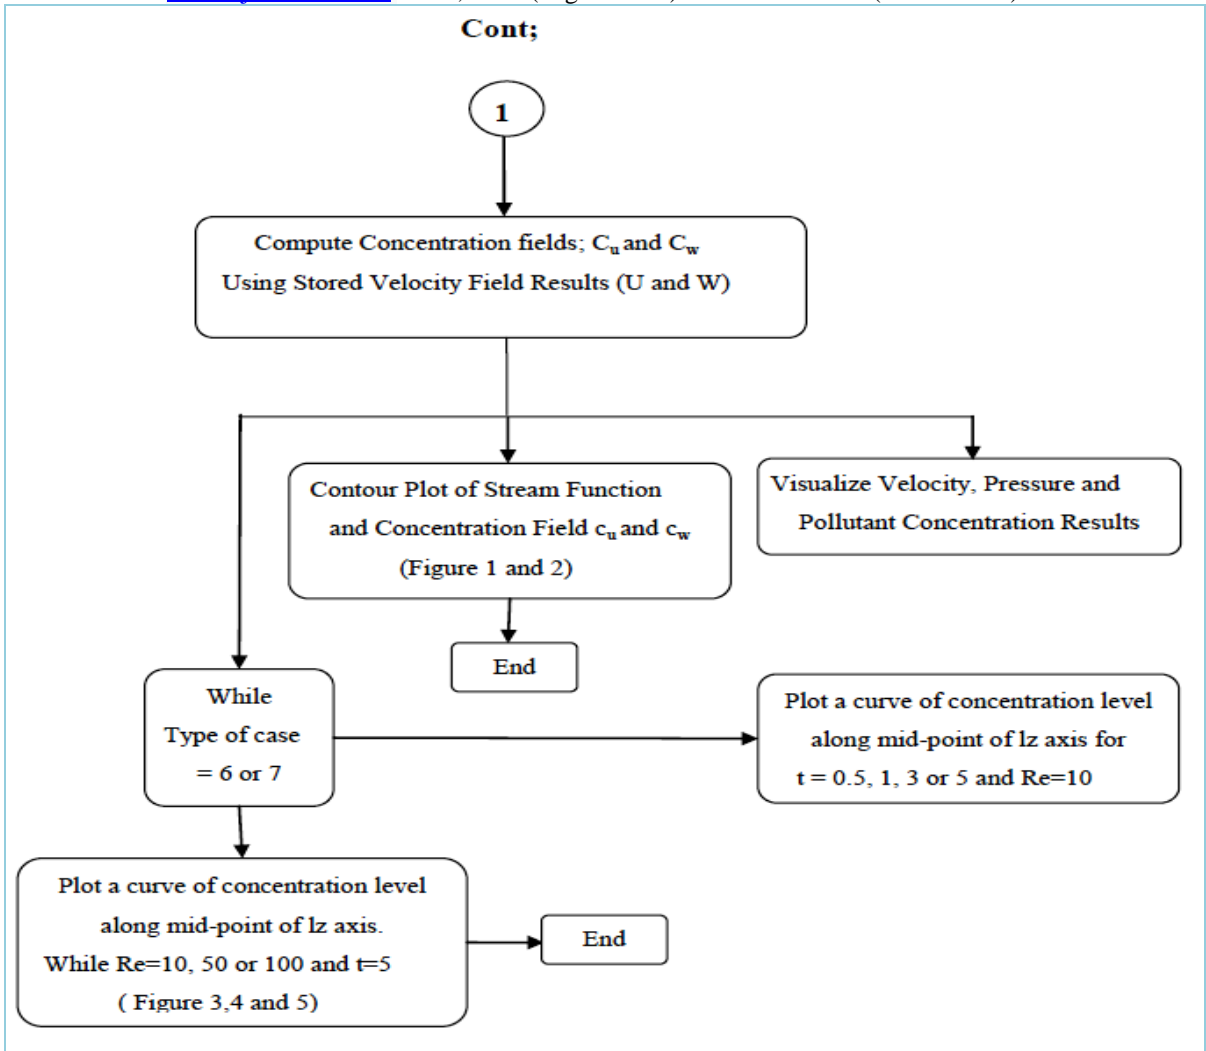 Cont;
1
Compute Concentration fields; Cu and Cw
Using Stored Velocity Field Results (U and W)
Contour Plot of Stream Function
and Concentration Field cu and cw
(Figure 1 and 2)
Visualize Velocity, Pressure and
Pollutant Concentration Results
End
While
Type of case
= 6 or 7
Plot a curve of concentration level
along mid-point of lz axis for
t = 0.5, 1, 3 or 5 and Re=10
Plot a curve of concentration level
along mid-point of lz axis.
While Re=10, 50 or 100 and t=5
( Figure 3,4 and 5)
End